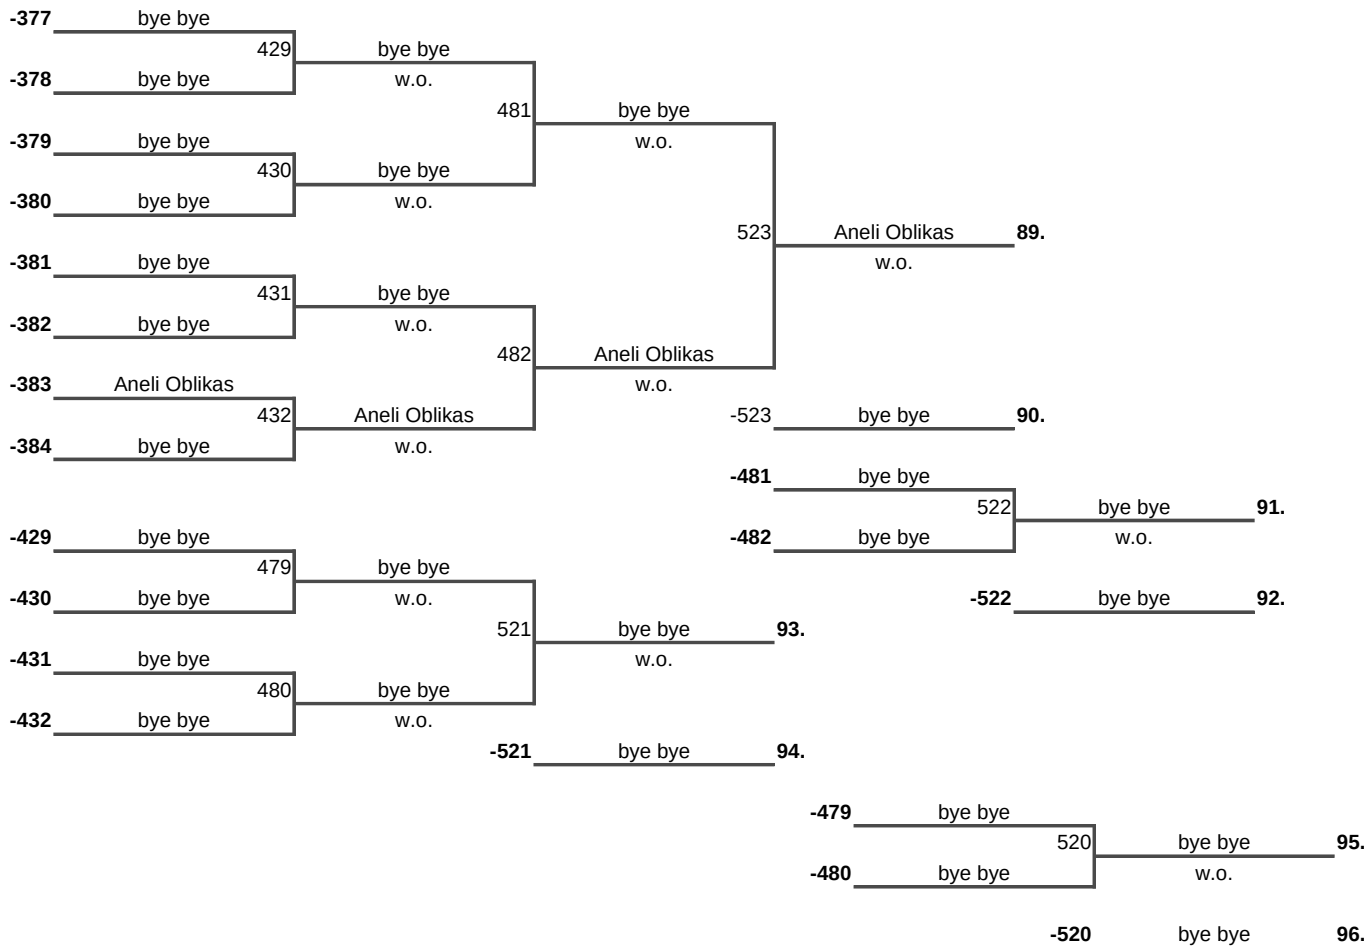 -377 bye bye
429 bye bye
-378 bye bye w.o.
481 bye bye
-379 bye bye w.o.
430 bye bye
-380 bye bye w.o.
523 Aneli Oblikas 89.
-381 bye bye w.o.
431 bye bye
-382 bye bye w.o.
482 Aneli Oblikas
-383 Aneli Oblikas w.o.
432 Aneli Oblikas -523 bye bye 90.
-384 bye bye w.o.
-481 bye bye
522 bye bye 91.
-429 bye bye -482 bye bye w.o.
479 bye bye
-430 bye bye w.o. -522 bye bye 92.
521 bye bye 93.
-431 bye bye w.o.
480 bye bye
-432 bye bye w.o.
-521 bye bye 94.
-479 bye bye
520 bye bye 95.
-480 bye bye w.o.
-520 bye bye 96.